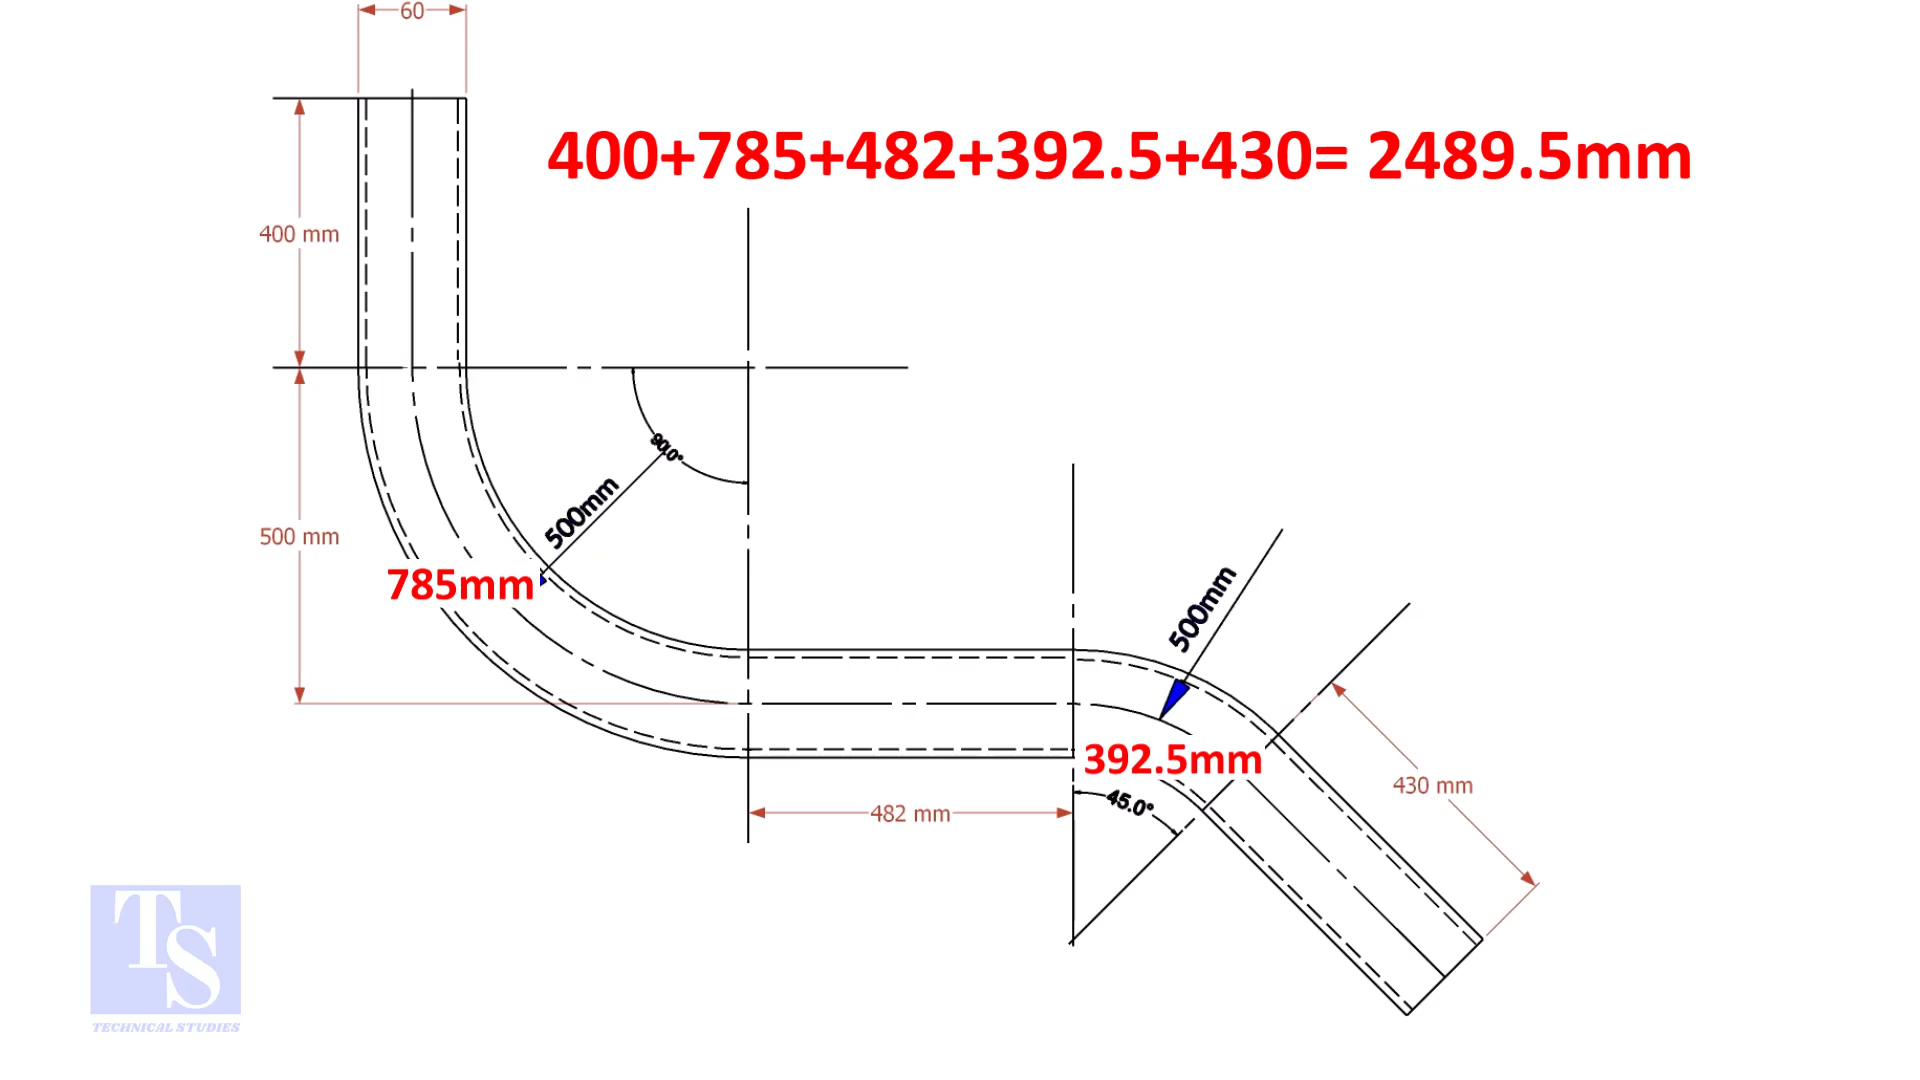 60
400+785+482+392.5+430= 2489.5mm
400 mm
90.0°
500mm
500 mm
785mm
500mm
392.5mm
430 mm
45.0°
482 mm
TS
TECHNICAL STUDIES